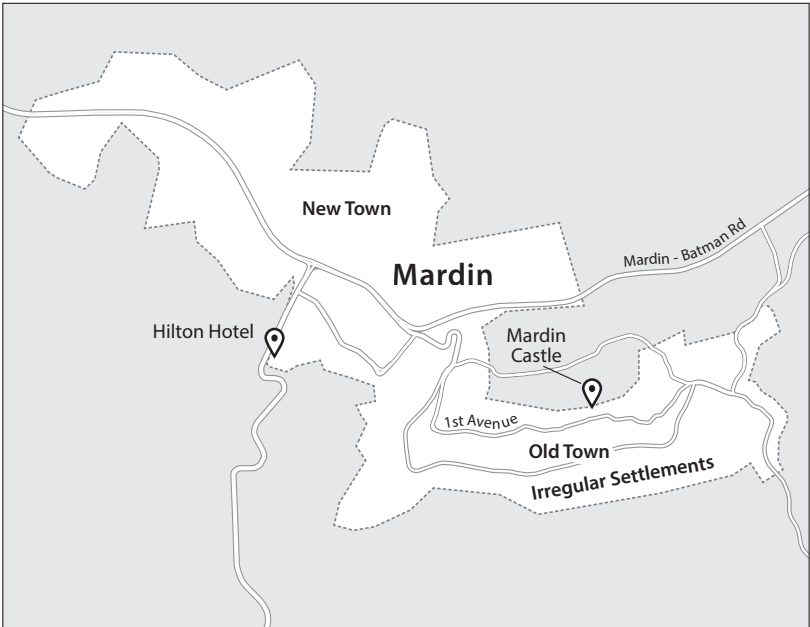 New Town
Mardin - Batman Rd
Mardin
Hilton Hotel
Mardin
Castle
1st Avenue
Old Town
Irregular Settlements